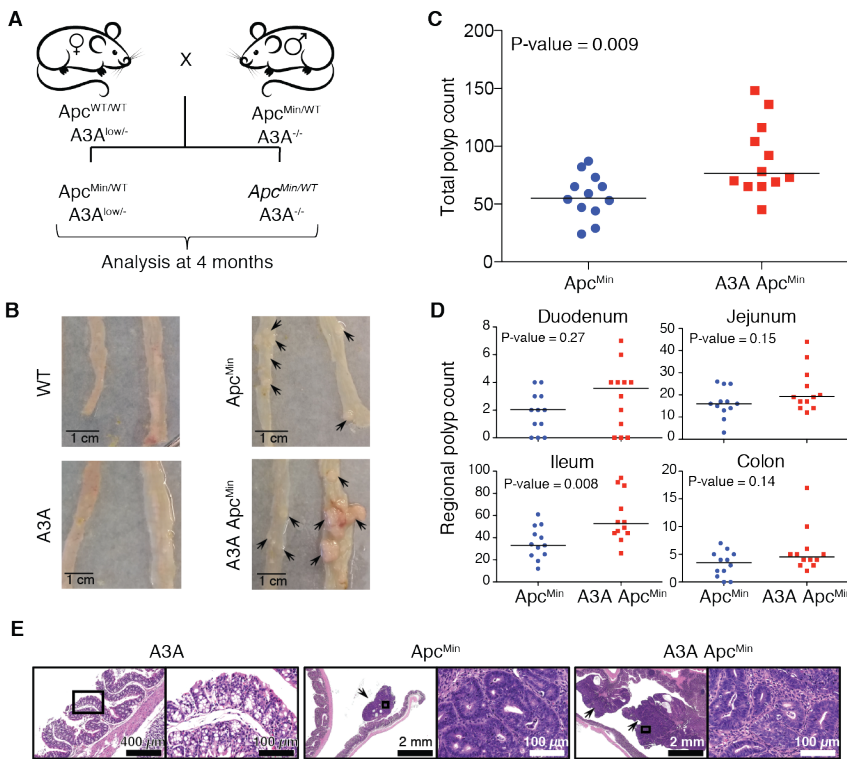 A
♀ X ♂
Apc^WT/WT Apc^Min/WT
A3A^low/- A3A^-/-
Apc^Min/WT Apc^Min/WT
A3A^low/- A3A^-/-
Analysis at 4 months
B
WT
1 cm
Apc^Min
1 cm
A3A
1 cm
A3A Apc^Min
1 cm
C
P-value = 0.009
Total polyp count
200
150
100
50
0
Apc^Min A3A Apc^Min
D
Regional polyp count
Duodenum
P-value = 0.27
8
6
4
2
0
Jejunum
P-value = 0.15
50
40
30
20
10
0
Ileum
P-value = 0.008
100
80
60
40
20
0
Apc^Min A3A Apc^Min
Colon
P-value = 0.14
20
15
10
5
0
Apc^Min A3A Apc^Min
E
A3A Apc^Min A3A Apc^Min
400 µm 100 µm 2 mm 100 µm 2 mm 100 µm